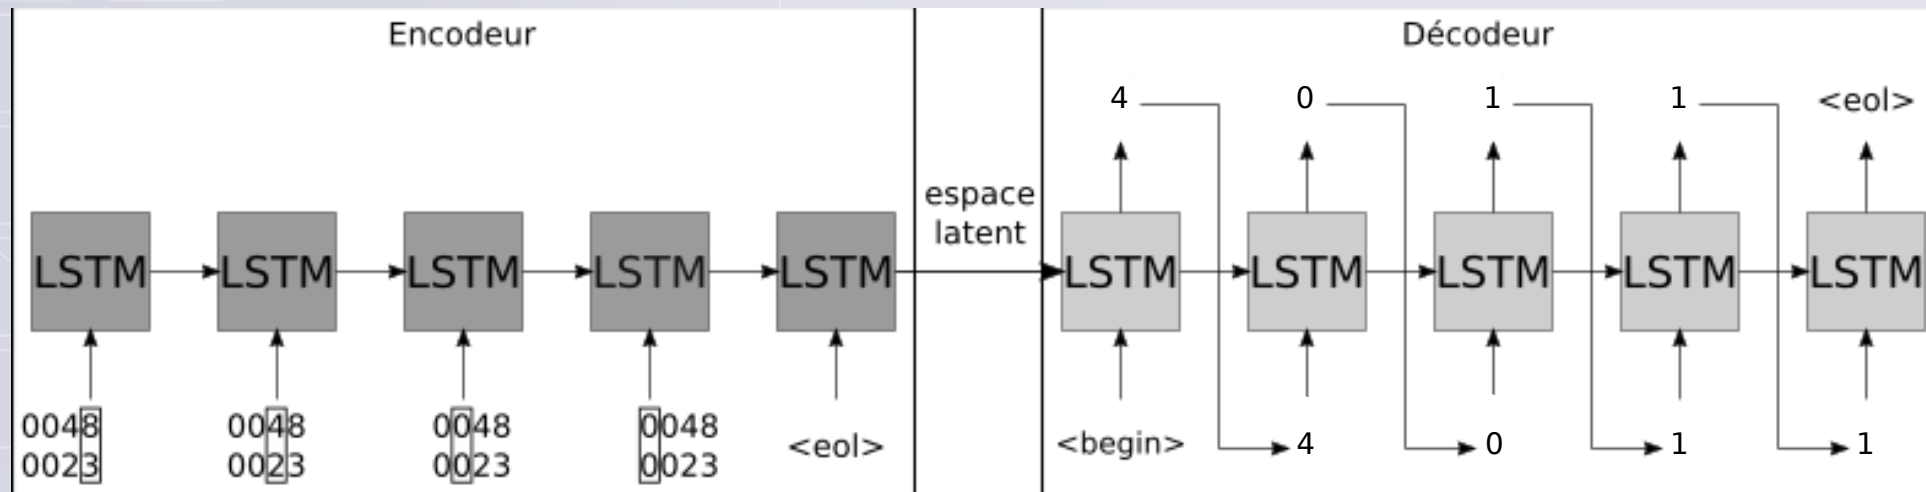 Encodeur
LSTM LSTM LSTM LSTM LSTM
0048 0048 0048 0048
0023 0023 0023 0023
<eol>
espace
latent
Décodeur
4 0 1 1 <eol>
LSTM LSTM LSTM LSTM LSTM
<begin> 4 0 1 1